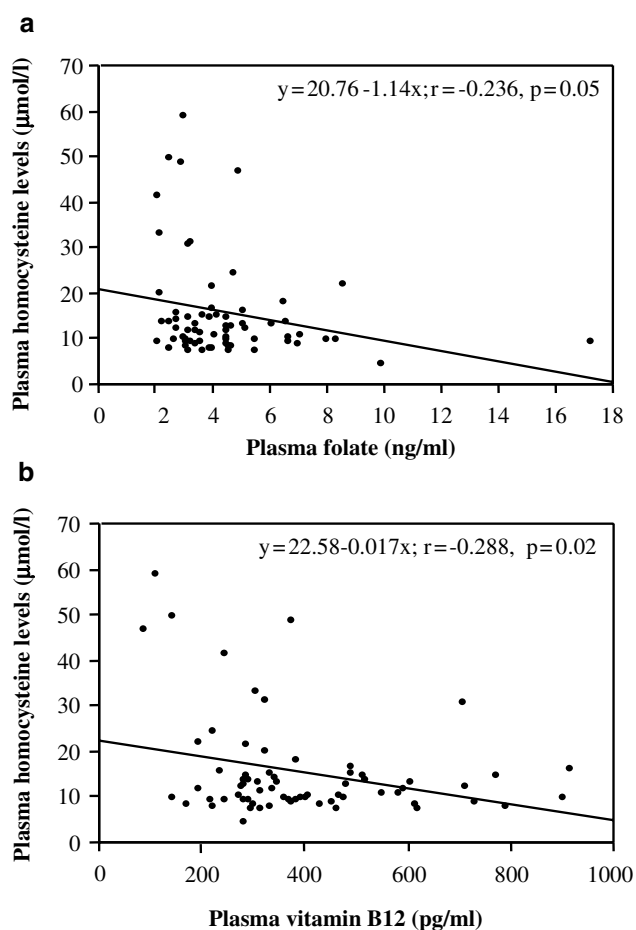 a
Plasma homocysteine levels (μmol/l)
70
60
50
40
30
20
10
0
y=20.76-1.14x;r=-0.236, p=0.05
0 2 4 6 8 10 12 14 16 18
Plasma folate (ng/ml)
b
Plasma homocysteine levels (μmol/l)
70
60
50
40
30
20
10
0
y=22.58-0.017x; r=-0.288, p=0.02
0 200 400 600 800 1000
Plasma vitamin B12 (pg/ml)